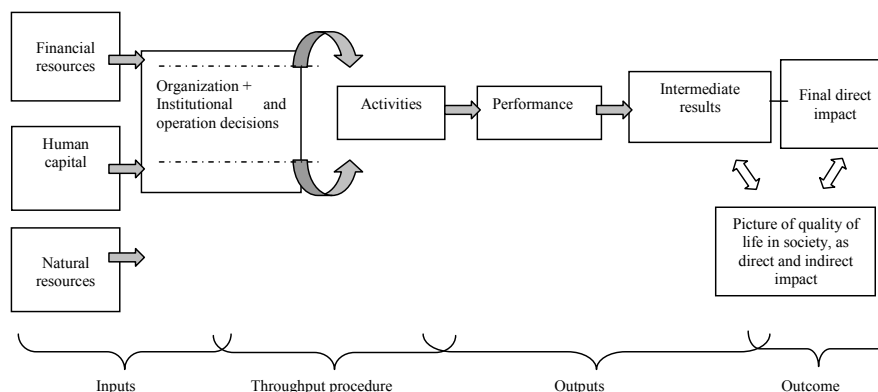 Financial
resources
Organization +
Institutional and
operation decisions
Human
capital
Natural
resources
Activities
Performance
Intermediate
results
Final direct
impact
Picture of quality of
life in society, as
direct and indirect
impact
Inputs
Throughput procedure
Outputs
Outcome